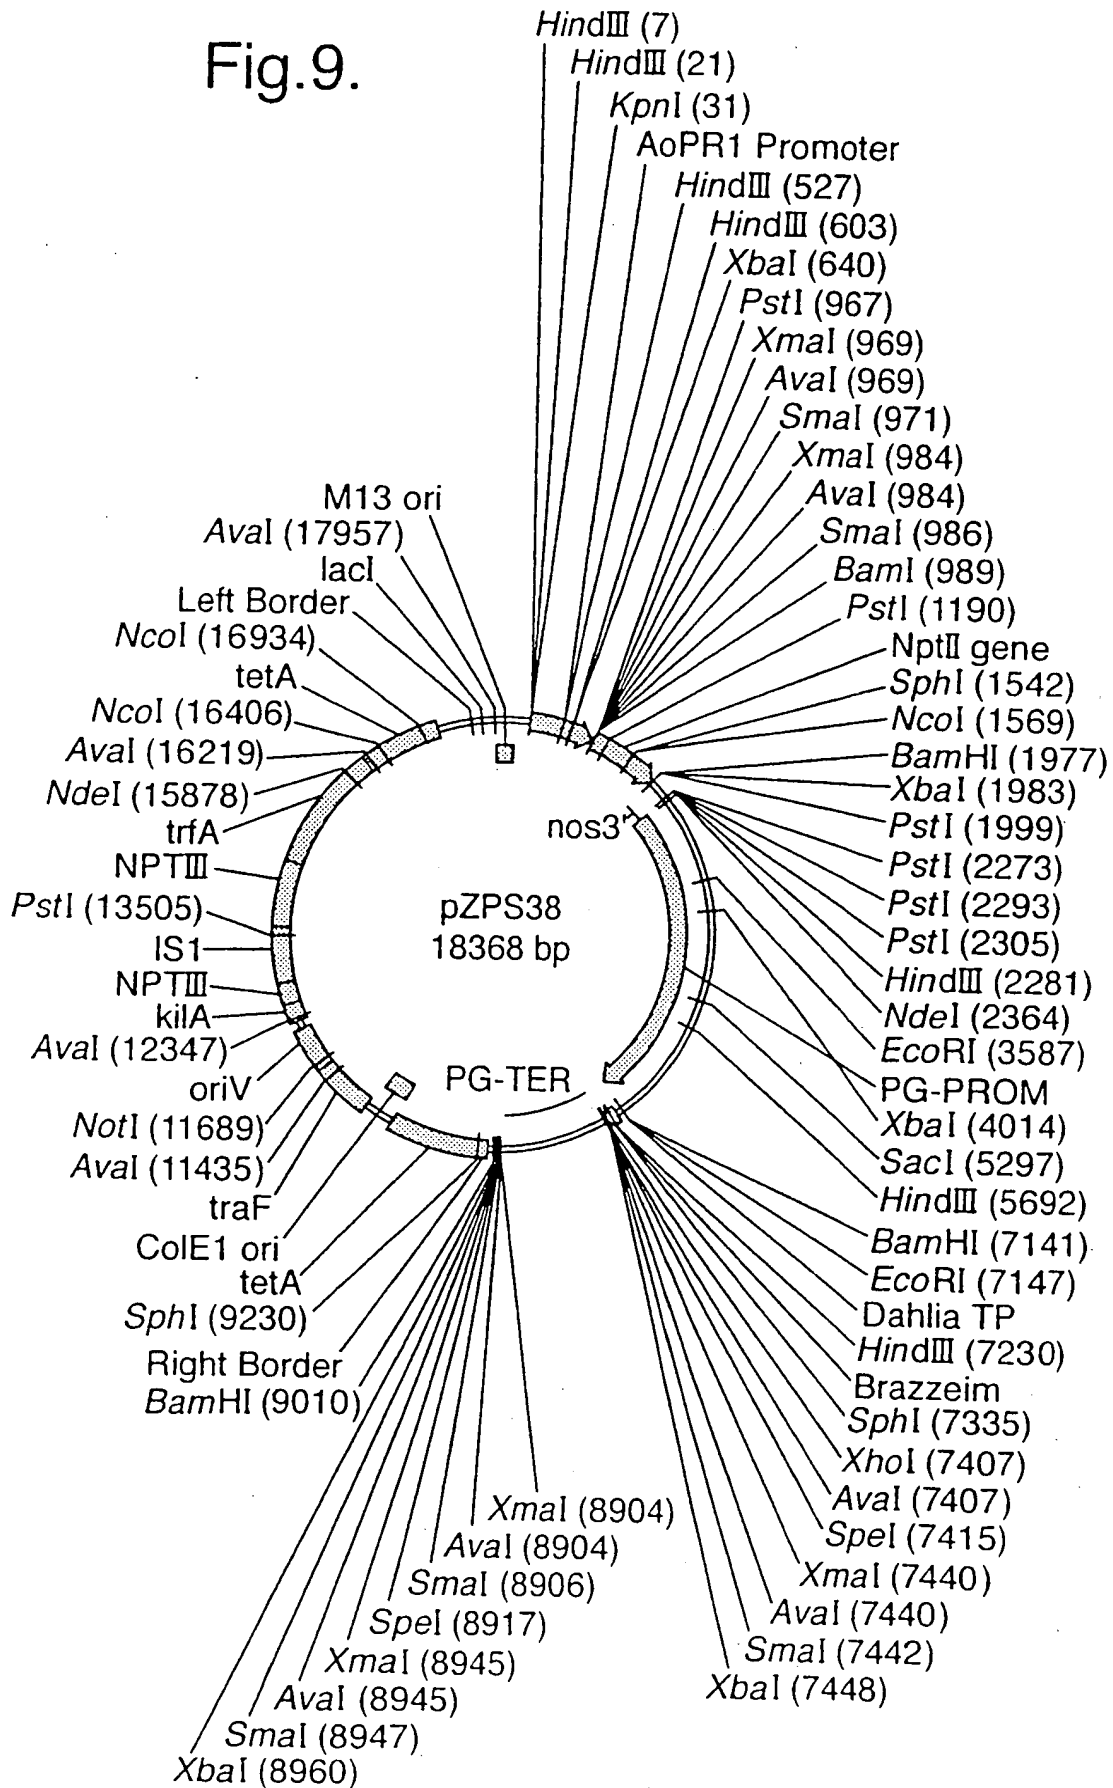 Fig.9.
HindⅢ (7)
HindⅢ (21)
KpnI (31)
AoPR1 Promoter
HindⅢ (527)
HindⅢ (603)
XbaI (640)
PstI (967)
XmaI (969)
AvaI (969)
SmaI (971)
XmaI (984)
AvaI (984)
SmaI (986)
BamI (989)
PstI (1190)
NptⅡ gene
SphI (1542)
NcoI (1569)
BamHI (1977)
XbaI (1983)
PstI (1999)
PstI (2273)
PstI (2293)
PstI (2305)
HindⅢ (2281)
NdeI (2364)
EcoRI (3587)
PG-PROM
XbaI (4014)
SacI (5297)
HindⅢ (5692)
BamHI (7141)
EcoRI (7147)
Dahlia TP
HindⅢ (7230)
Brazzeim
SphI (7335)
XhoI (7407)
AvaI (7407)
SpeI (7415)
XmaI (7440)
AvaI (7440)
SmaI (7442)
XbaI (7448)
XmaI (8904)
AvaI (8904)
SmaI (8906)
SpeI (8917)
XmaI (8945)
AvaI (8945)
SmaI (8947)
XbaI (8960)
BamHI (9010)
Right Border
SphI (9230)
tetA
ColE1 ori
traF
AvaI (11435)
NotI (11689)
oriV
AvaI (12347)
kilA
NPTⅢ
IS1
PstI (13505)
NPTⅢ
trfA
NdeI (15878)
AvaI (16219)
NcoI (16406)
tetA
NcoI (16934)
Left Border
lacI
AvaI (17957)
M13 ori
nos3
pZPS38
18368 bp
PG-TER